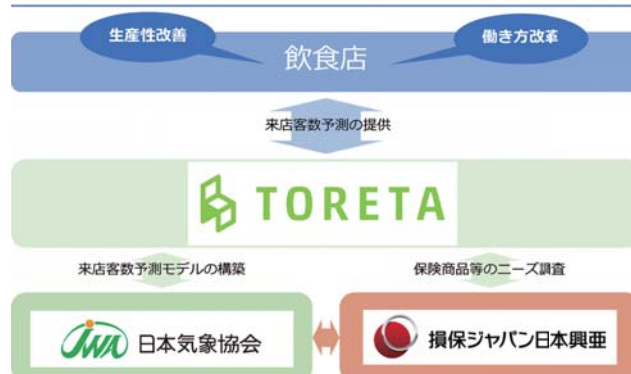 生産性改善
働き方改革
飲食店
来店客数予測の提供
TORETA
来店客数予測モデルの構築
保険商品等のニーズ調査
JWA 日本気象協会
損保ジャパン日本興亜